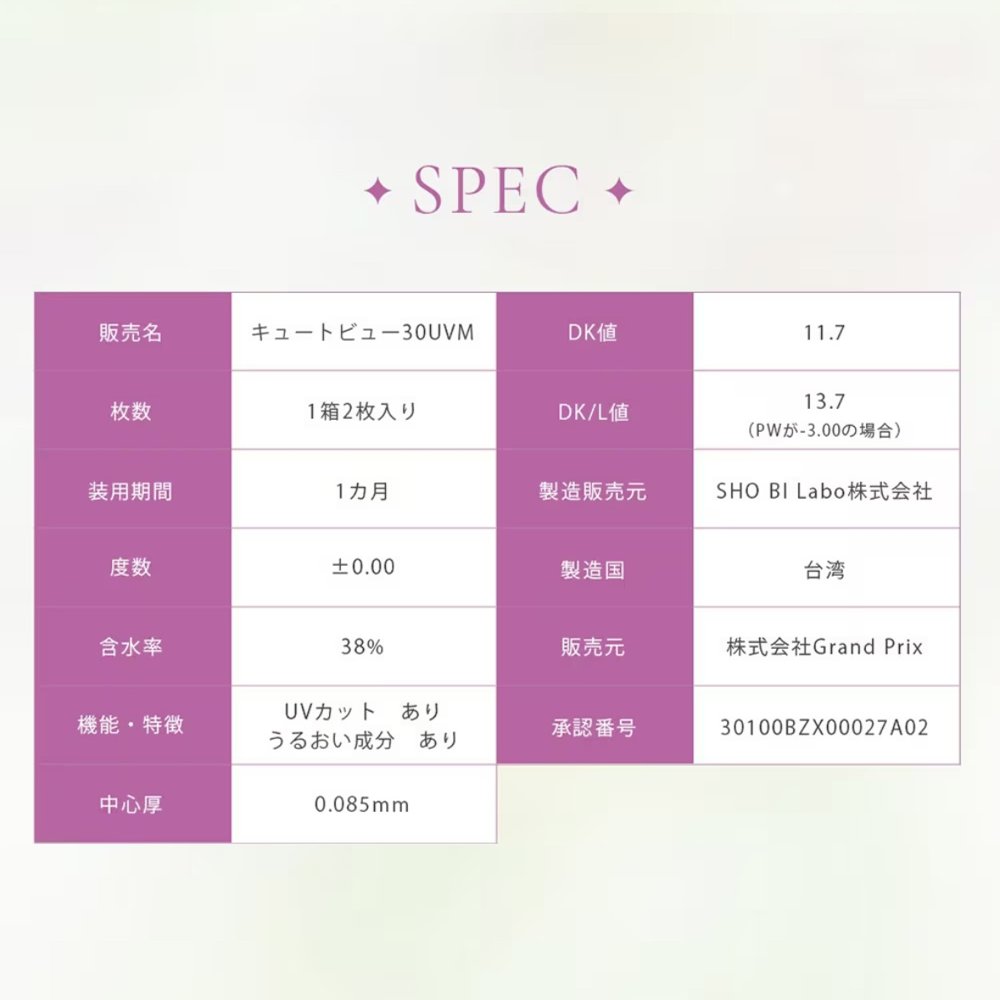 SPEC
販売名 キュートビュー30UVM
枚数 1箱2枚入り
装用期間 1カ月
度数 ±0.00
含水率 38%
機能・特徴 UVカット あり
うるおい成分 あり
中心厚 0.085mm
DK値 11.7
DK/L値 13.7
（PWが-3.00の場合）
製造販売元 SHO BI Labo株式会社
製造国 台湾
販売元 株式会社Grand Prix
承認番号 30100BZX00027A02